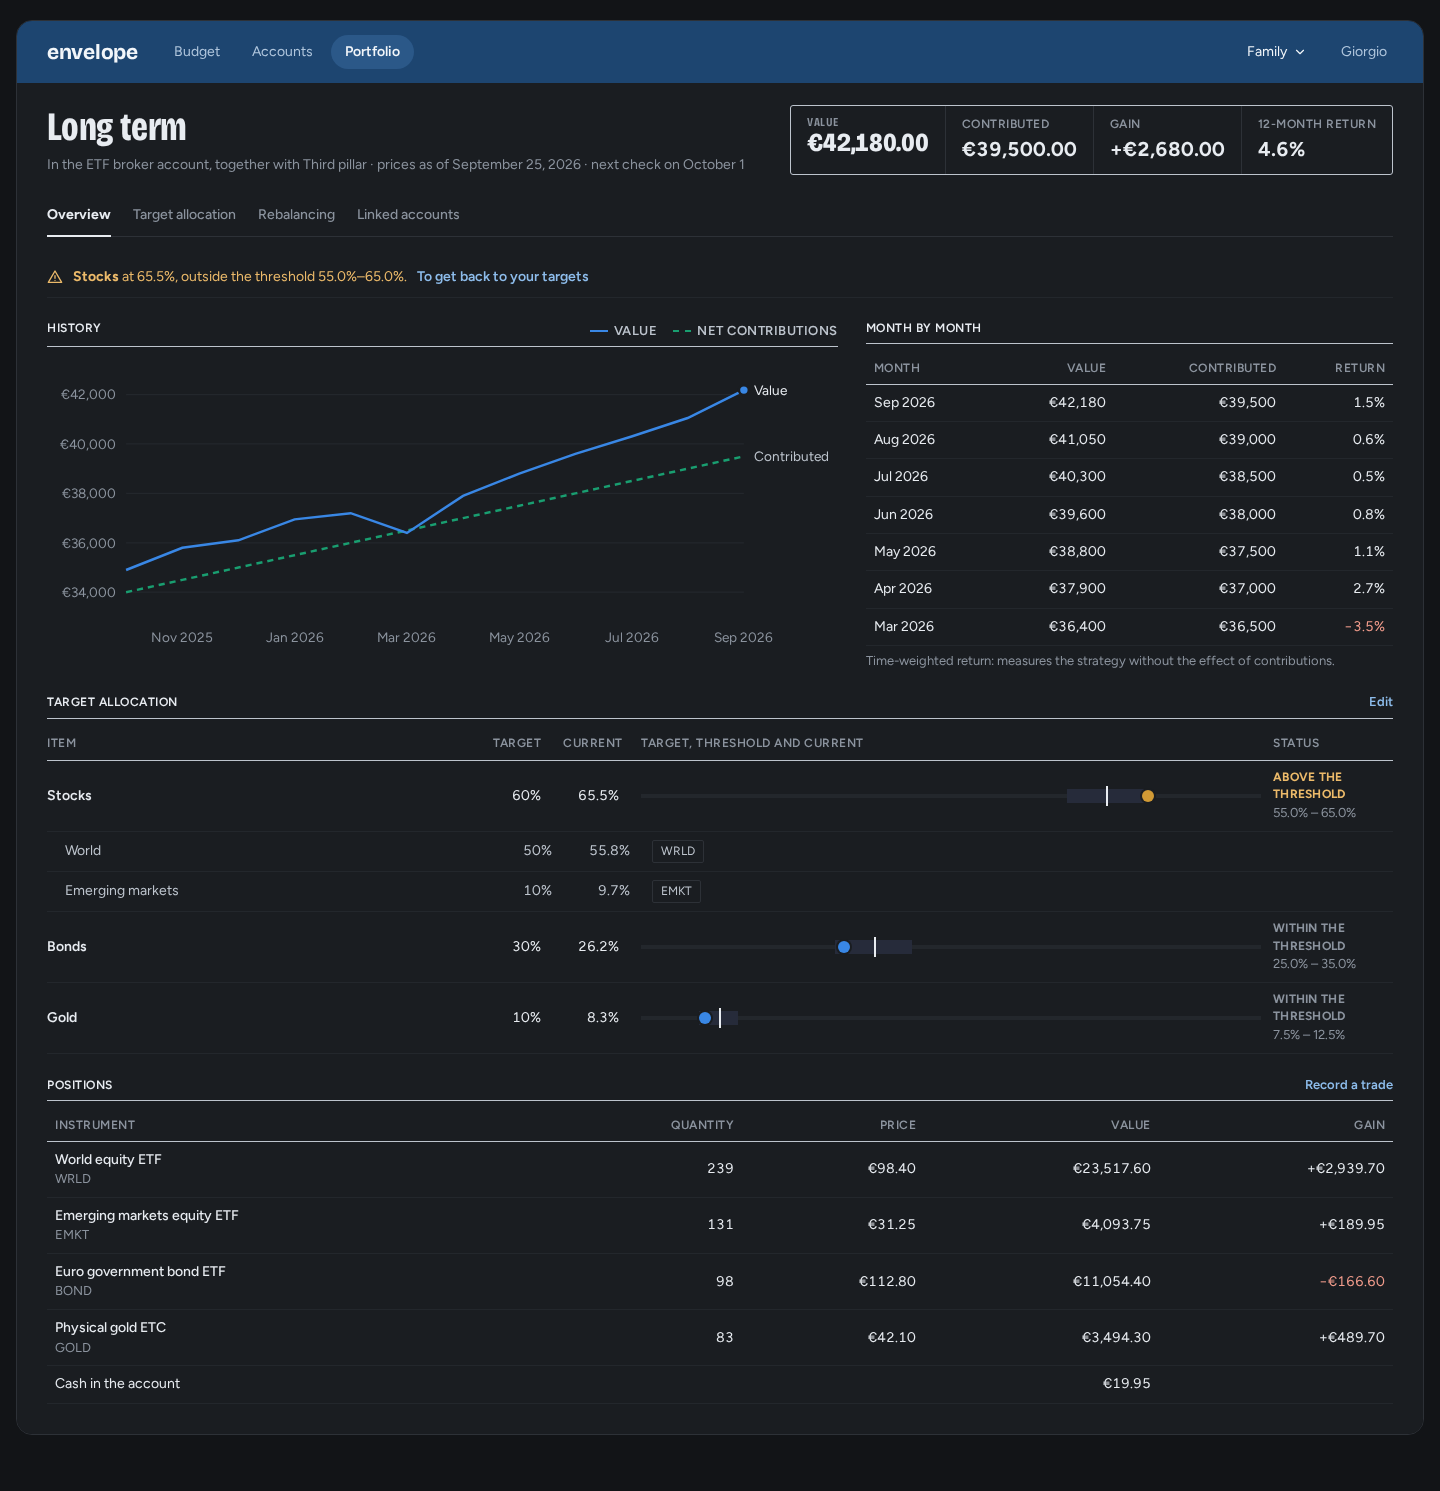 envelope
Budget
Accounts
Portfolio
Family
Giorgio
Long term
In the ETF broker account, together with Third pillar · prices as of September 25, 2026 · next check on October 1
VALUE
€42,180.00
CONTRIBUTED
€39,500.00
GAIN
+€2,680.00
12-MONTH RETURN
4.6%
Overview
Target allocation
Rebalancing
Linked accounts
Stocks at 65.5%, outside the threshold 55.0%–65.0%. To get back to your targets
HISTORY
VALUE
NET CONTRIBUTIONS
€42,000
€40,000
€38,000
€36,000
€34,000
Value
Contributed
Nov 2025
Jan 2026
Mar 2026
May 2026
Jul 2026
Sep 2026
MONTH BY MONTH
MONTH VALUE CONTRIBUTED RETURN
Sep 2026 €42,180 €39,500 1.5%
Aug 2026 €41,050 €39,000 0.6%
Jul 2026 €40,300 €38,500 0.5%
Jun 2026 €39,600 €38,000 0.8%
May 2026 €38,800 €37,500 1.1%
Apr 2026 €37,900 €37,000 2.7%
Mar 2026 €36,400 €36,500 −3.5%
Time-weighted return: measures the strategy without the effect of contributions.
TARGET ALLOCATION
Edit
ITEM TARGET CURRENT TARGET, THRESHOLD AND CURRENT STATUS
Stocks 60% 65.5%
ABOVE THE
THRESHOLD
55.0% – 65.0%
World 50% 55.8% WRLD
Emerging markets 10% 9.7% EMKT
Bonds 30% 26.2%
WITHIN THE
THRESHOLD
25.0% – 35.0%
Gold 10% 8.3%
WITHIN THE
THRESHOLD
7.5% – 12.5%
POSITIONS
Record a trade
INSTRUMENT QUANTITY PRICE VALUE GAIN
World equity ETF
WRLD
239 €98.40 €23,517.60 +€2,939.70
Emerging markets equity ETF
EMKT
131 €31.25 €4,093.75 +€189.95
Euro government bond ETF
BOND
98 €112.80 €11,054.40 −€166.60
Physical gold ETC
GOLD
83 €42.10 €3,494.30 +€489.70
Cash in the account €19.95